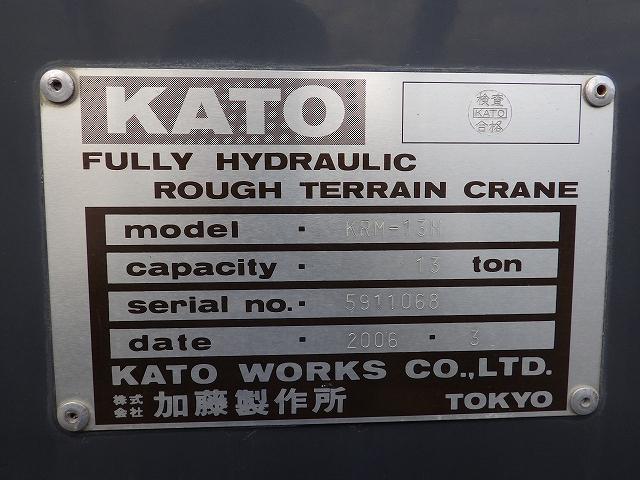 KATO
検査
KATO
合格
FULLY HYDRAULIC
ROUGH TERRAIN CRANE
model · KRM-13H
capacity · 13 ton
serial no. · 5911068
date · 2006 · 3
KATO WORKS CO.,LTD.
株式会社 加藤製作所 TOKYO